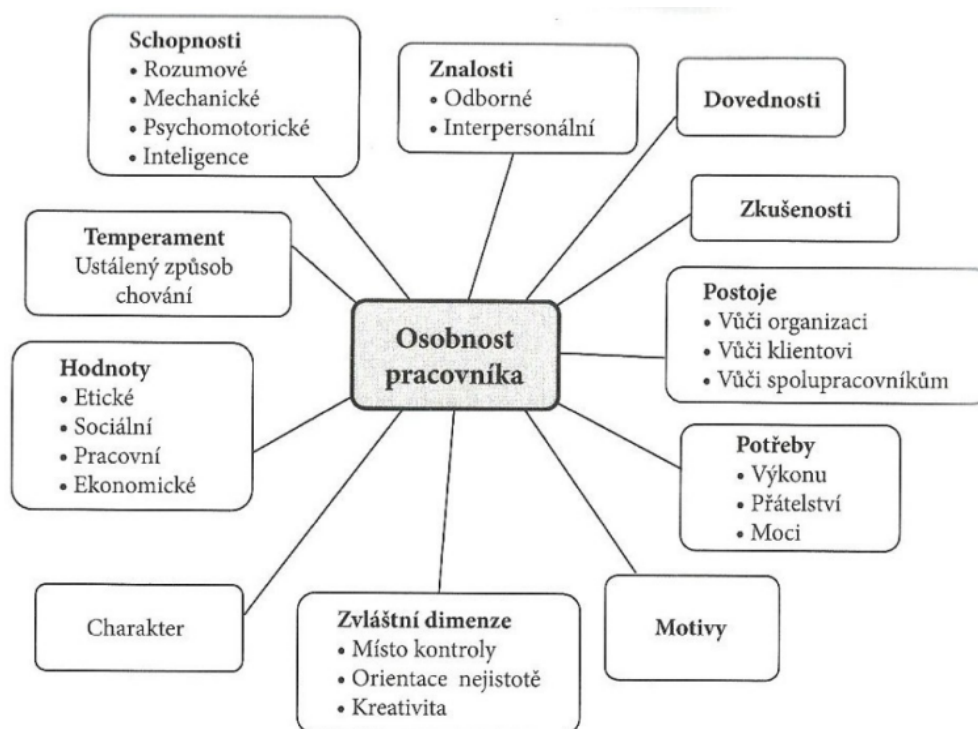 Schopnosti
• Rozumové
• Mechanické
• Psychomotorické
• Inteligence
Znalosti
• Odborné
• Interpersonální
Dovednosti
Zkušenosti
Temperament
Ustálený způsob
chování
Osobnost
pracovníka
Postoje
• Vůči organizaci
• Vůči klientovi
• Vůči spolupracovníkům
Hodnoty
• Etické
• Sociální
• Pracovní
• Ekonomické
Potřeby
• Výkonu
• Přátelství
• Moci
Charakter
Zvláštní dimenze
• Místo kontroly
• Orientace nejistotě
• Kreativita
Motivy